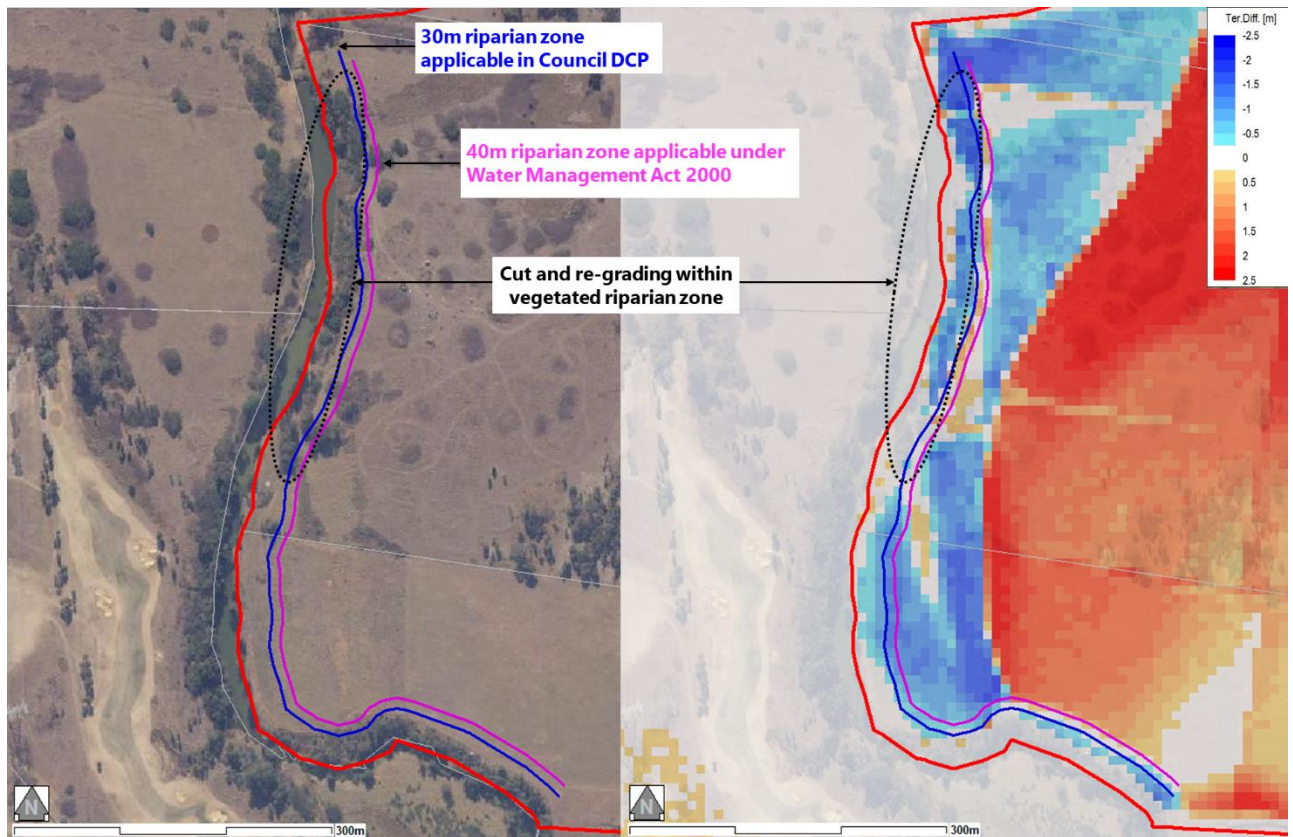 30m riparian zone
applicable in Council DCP
40m riparian zone applicable under
Water Management Act 2000
Cut and re-grading within
vegetated riparian zone
Ter.Diff. [m]
-2.5
-2
-1.5
-1
-0.5
0
0.5
1
1.5
2
2.5
N
300m
N
300m